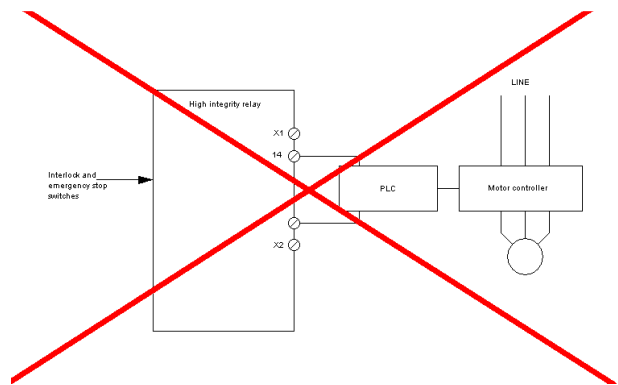 LINE
High integrity relay
X1
14
Interlock and
emergency stop
switches
PLC
Motor controller
X2